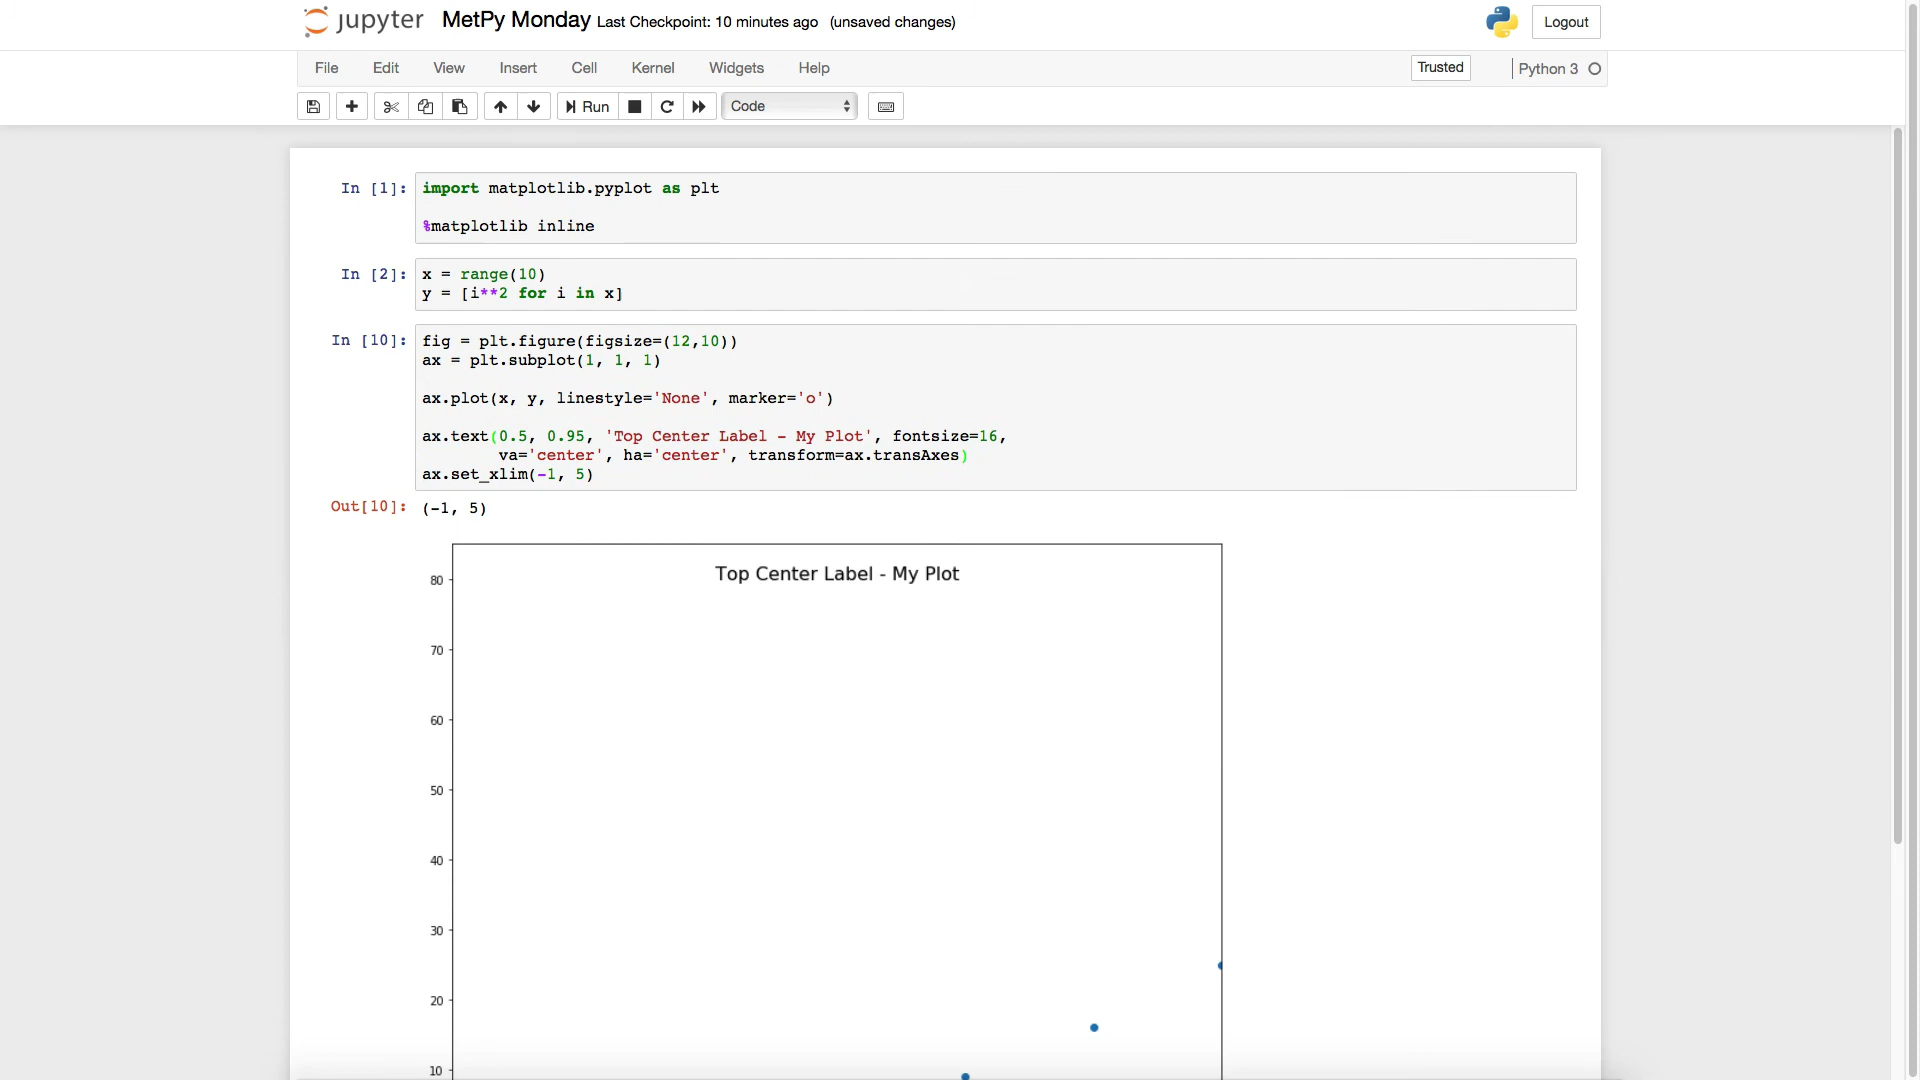 jupyter MetPy Monday Last Checkpoint: 10 minutes ago (unsaved changes) Logout
File Edit View Insert Cell Kernel Widgets Help Trusted Python 3
Run Code
In [1]: import matplotlib.pyplot as plt
%matplotlib inline
In [2]: x = range(10)
y = [i**2 for i in x]
In [10]: fig = plt.figure(figsize=(12,10))
ax = plt.subplot(1, 1, 1)
ax.plot(x, y, linestyle='None', marker='o')
ax.text(0.5, 0.95, 'Top Center Label - My Plot', fontsize=16,
va='center', ha='center', transform=ax.transAxes)
ax.set_xlim(-1, 5)
Out[10]: (-1, 5)
Top Center Label - My Plot
80
70
60
50
40
30
20
10